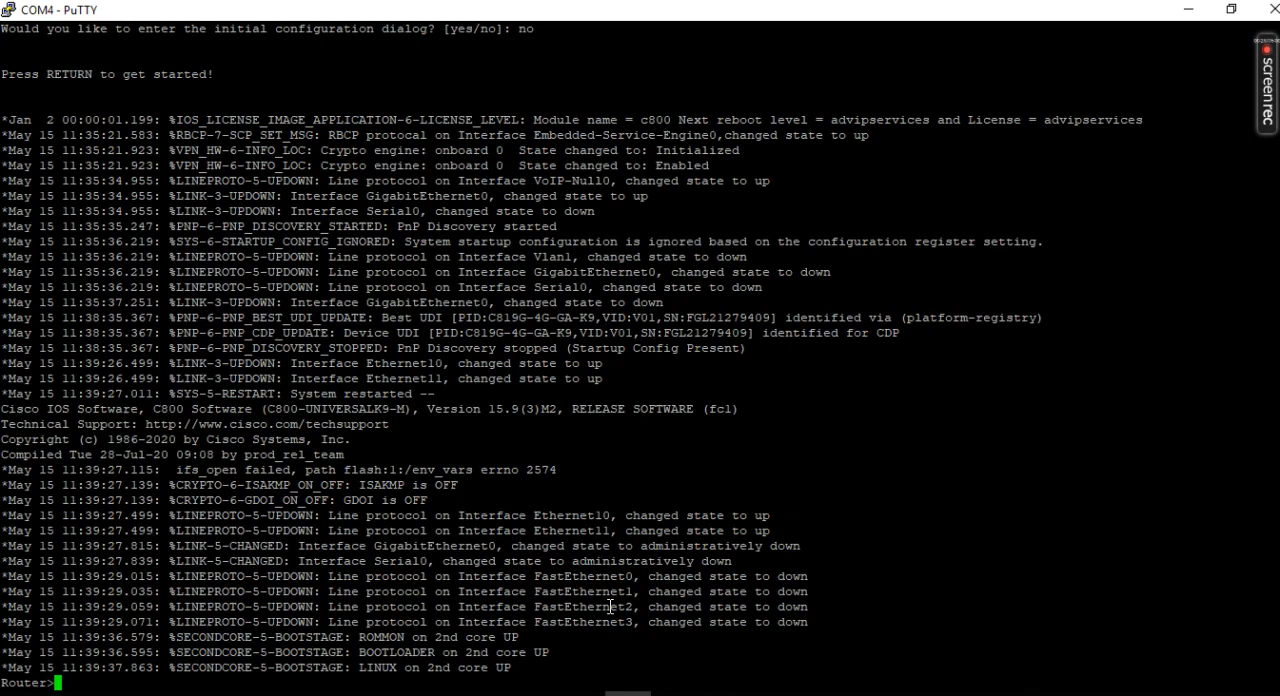 COM4 - PuTTY
Would you like to enter the initial configuration dialog? [yes/no]: no
Press RETURN to get started!
*Jan  2 00:00:01.199: %IOS_LICENSE_IMAGE_APPLICATION-6-LICENSE_LEVEL: Module name = c800 Next reboot level = advipservices and License = advipservices
*May 15 11:35:21.583: %RBCP-7-SCP_SET_MSG: RBCP protocal on Interface Embedded-Service-Engine0,changed state to up
*May 15 11:35:21.923: %VPN_HW-6-INFO_LOC: Crypto engine: onboard 0  State changed to: Initialized
*May 15 11:35:21.923: %VPN_HW-6-INFO_LOC: Crypto engine: onboard 0  State changed to: Enabled
*May 15 11:35:34.955: %LINEPROTO-5-UPDOWN: Line protocol on Interface VoIP-Null0, changed state to up
*May 15 11:35:34.955: %LINK-3-UPDOWN: Interface GigabitEthernet0, changed state to up
*May 15 11:35:34.955: %LINK-3-UPDOWN: Interface Serial0, changed state to down
*May 15 11:35:35.247: %PNP-6-PNP_DISCOVERY_STARTED: PnP Discovery started
*May 15 11:35:36.219: %SYS-6-STARTUP_CONFIG_IGNORED: System startup configuration is ignored based on the configuration register setting.
*May 15 11:35:36.219: %LINEPROTO-5-UPDOWN: Line protocol on Interface Vlan1, changed state to down
*May 15 11:35:36.219: %LINEPROTO-5-UPDOWN: Line protocol on Interface GigabitEthernet0, changed state to down
*May 15 11:35:36.219: %LINEPROTO-5-UPDOWN: Line protocol on Interface Serial0, changed state to down
*May 15 11:35:37.251: %LINK-3-UPDOWN: Interface GigabitEthernet0, changed state to down
*May 15 11:38:35.367: %PNP-6-PNP_BEST_UDI_UPDATE: Best UDI [PID:C819G-4G-GA-K9,VID:V01,SN:FGL21279409] identified via (platform-registry)
*May 15 11:38:35.367: %PNP-6-PNP_CDP_UPDATE: Device UDI [PID:C819G-4G-GA-K9,VID:V01,SN:FGL21279409] identified for CDP
*May 15 11:38:35.367: %PNP-6-PNP_DISCOVERY_STOPPED: PnP Discovery stopped (Startup Config Present)
*May 15 11:39:26.499: %LINK-3-UPDOWN: Interface Ethernet10, changed state to up
*May 15 11:39:26.499: %LINK-3-UPDOWN: Interface Ethernet11, changed state to up
*May 15 11:39:27.011: %SYS-5-RESTART: System restarted --
Cisco IOS Software, C800 Software (C800-UNIVERSALK9-M), Version 15.9(3)M2, RELEASE SOFTWARE (fc1)
Technical Support: http://www.cisco.com/techsupport
Copyright (c) 1986-2020 by Cisco Systems, Inc.
Compiled Tue 28-Jul-20 09:08 by prod_rel_team
*May 15 11:39:27.115:  ifs_open failed, path flash:1:/env_vars errno 2574
*May 15 11:39:27.139: %CRYPTO-6-ISAKMP_ON_OFF: ISAKMP is OFF
*May 15 11:39:27.139: %CRYPTO-6-GDOI_ON_OFF: GDOI is OFF
*May 15 11:39:27.499: %LINEPROTO-5-UPDOWN: Line protocol on Interface Ethernet10, changed state to up
*May 15 11:39:27.499: %LINEPROTO-5-UPDOWN: Line protocol on Interface Ethernet11, changed state to up
*May 15 11:39:27.815: %LINK-5-CHANGED: Interface GigabitEthernet0, changed state to administratively down
*May 15 11:39:27.839: %LINK-5-CHANGED: Interface Serial0, changed state to administratively down
*May 15 11:39:29.015: %LINEPROTO-5-UPDOWN: Line protocol on Interface FastEthernet0, changed state to down
*May 15 11:39:29.035: %LINEPROTO-5-UPDOWN: Line protocol on Interface FastEthernet1, changed state to down
*May 15 11:39:29.059: %LINEPROTO-5-UPDOWN: Line protocol on Interface FastEthernet2, changed state to down
*May 15 11:39:29.071: %LINEPROTO-5-UPDOWN: Line protocol on Interface FastEthernet3, changed state to down
*May 15 11:39:36.579: %SECONDCORE-5-BOOTSTAGE: ROMMON on 2nd core UP
*May 15 11:39:36.595: %SECONDCORE-5-BOOTSTAGE: BOOTLOADER on 2nd core UP
*May 15 11:39:37.863: %SECONDCORE-5-BOOTSTAGE: LINUX on 2nd core UP
Router>
screenrec